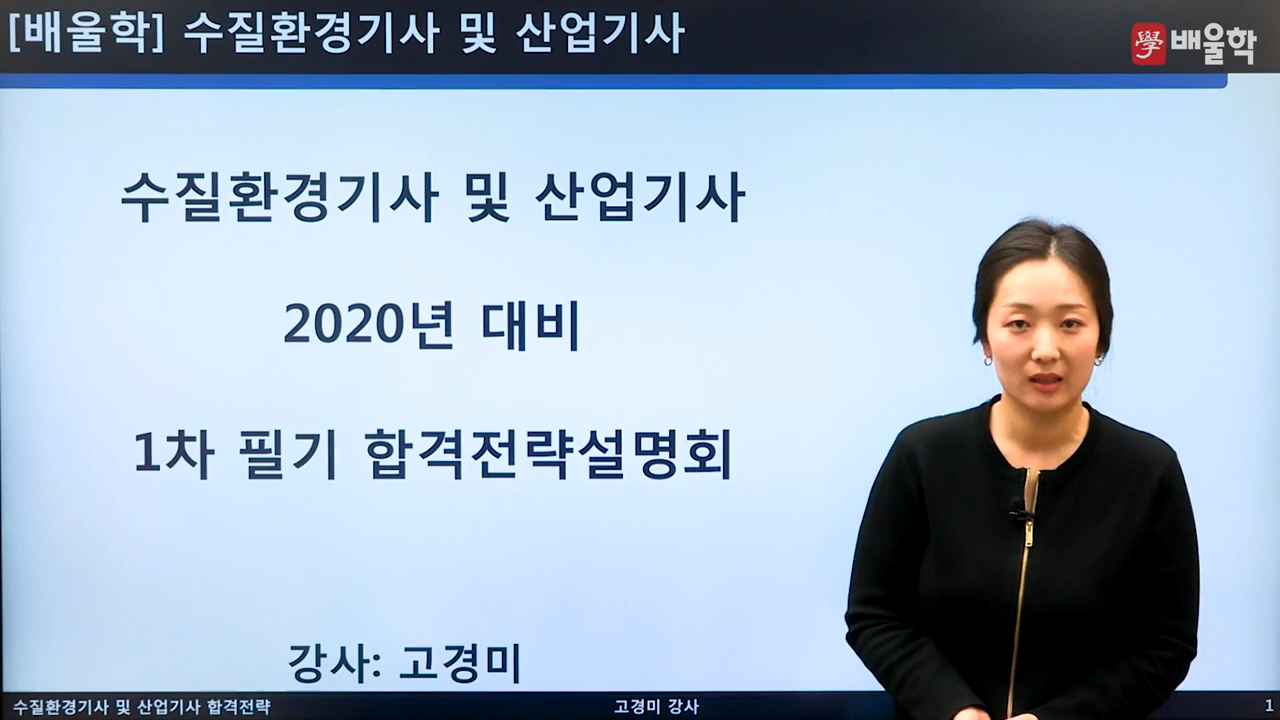 [배울학] 수질환경기사 및 산업기사
學 배울학
수질환경기사 및 산업기사
2020년 대비
1차 필기 합격전략설명회
강사: 고경미
수질환경기사 및 산업기사 합격전략
고경미 강사
1